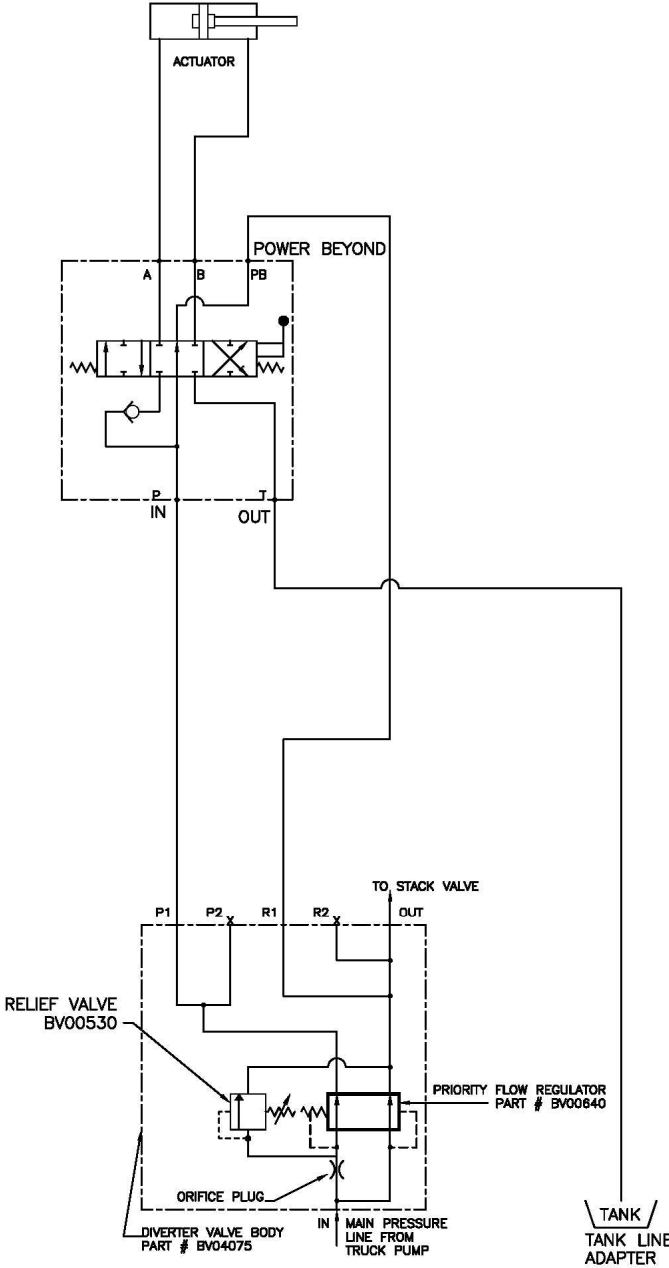 ACTUATOR
POWER BEYOND
A B PB
P T
IN OUT
TO STACK VALVE
P1 P2 R1 R2 OUT
RELIEF VALVE
BV00530
PRIORITY FLOW REGULATOR
PART # BV00640
ORIFICE PLUG
IN
MAIN PRESSURE
LINE FROM
TRUCK PUMP
DIVERTER VALVE BODY
PART # BV04075
TANK
TANK LINE
ADAPTER